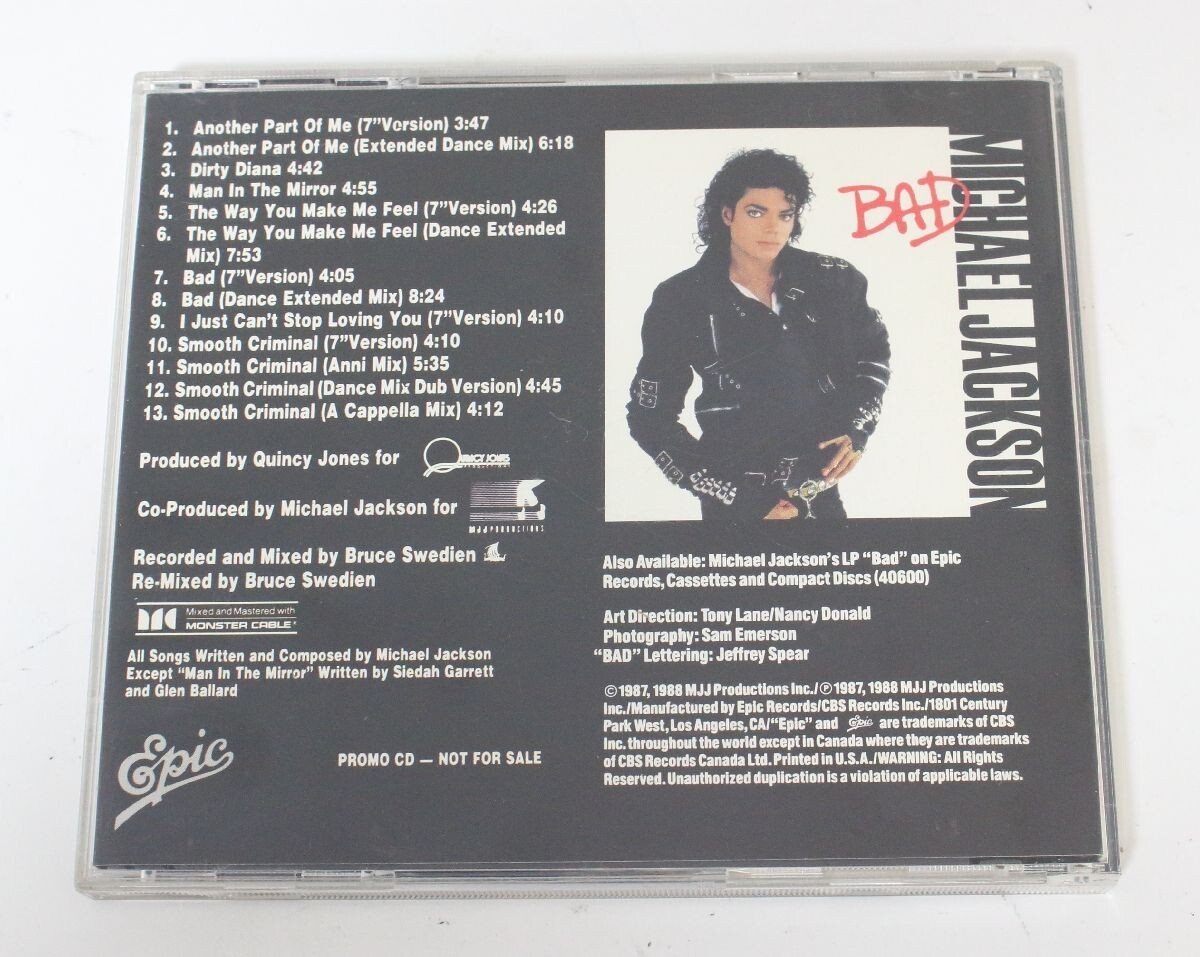 1. Another Part Of Me (7”Version) 3:47
2. Another Part Of Me (Extended Dance Mix) 6:18
3. Dirty Diana 4:42
4. Man In The Mirror 4:55
5. The Way You Make Me Feel (7”Version) 4:26
6. The Way You Make Me Feel (Dance Extended
Mix) 7:53
7. Bad (7”Version) 4:05
8. Bad (Dance Extended Mix) 8:24
9. I Just Can’t Stop Loving You (7”Version) 4:10
10. Smooth Criminal (7”Version) 4:10
11. Smooth Criminal (Anni Mix) 5:35
12. Smooth Criminal (Dance Mix Dub Version) 4:45
13. Smooth Criminal (A Cappella Mix) 4:12
Produced by Quincy Jones for QUINCY JONES
Co-Produced by Michael Jackson for
MJJ PRODUCTIONS
Recorded and Mixed by Bruce Swedien
Re-Mixed by Bruce Swedien
Mixed and Mastered with
MONSTER CABLE®
All Songs Written and Composed by Michael Jackson
Except “Man In The Mirror” Written by Siedah Garrett
and Glen Ballard
Epic
PROMO CD — NOT FOR SALE
BAD
MICHAEL JACKSON
Also Available: Michael Jackson’s LP “Bad” on Epic
Records, Cassettes and Compact Discs (40600)
Art Direction: Tony Lane/Nancy Donald
Photography: Sam Emerson
“BAD” Lettering: Jeffrey Spear
© 1987, 1988 MJJ Productions Inc./℗ 1987, 1988 MJJ Productions
Inc./Manufactured by Epic Records/CBS Records Inc./1801 Century
Park West, Los Angeles, CA/“Epic” and Epic are trademarks of CBS
Inc. throughout the world except in Canada where they are trademarks
of CBS Records Canada Ltd. Printed in U.S.A./WARNING: All Rights
Reserved. Unauthorized duplication is a violation of applicable laws.